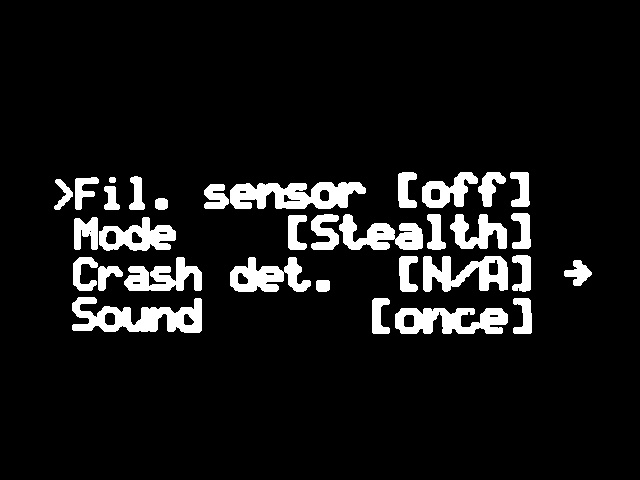 >Fil. sensor [off]
Mode [Stealth]
Crash det. [N/A] →
Sound [once]